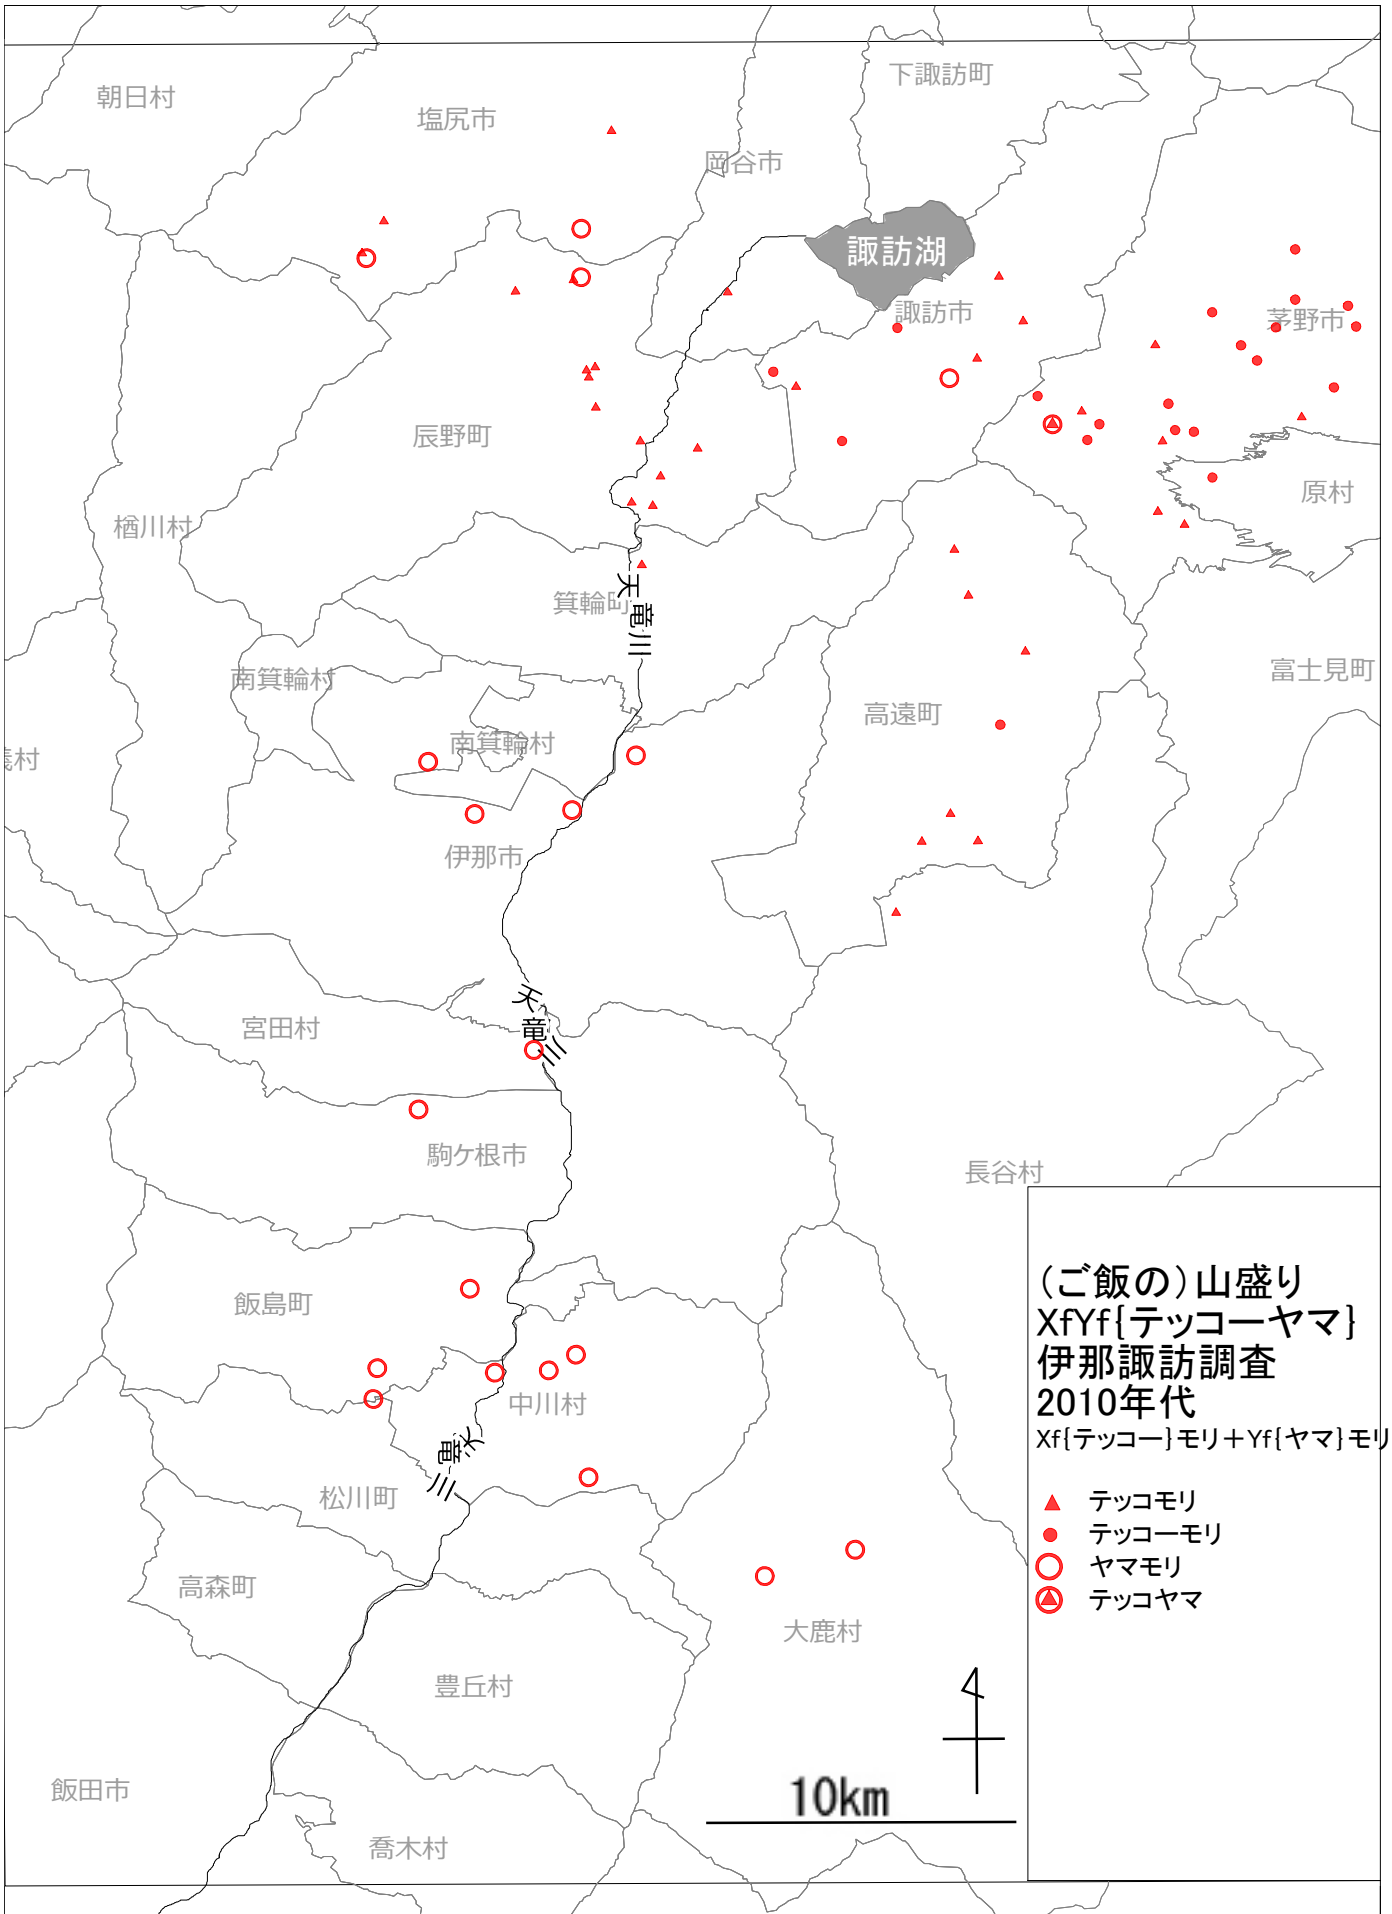 朝日村
塩尻市
下諏訪町
岡谷市
諏訪湖
諏訪市
茅野市
辰野町
原村
楢川村
天竜川
箕輪町
南箕輪村
富士見町
高遠町
南箕輪村
義村
伊那市
天竜川
宮田村
駒ケ根市
長谷村
飯島町
中川村
天竜川
松川町
高森町
大鹿村
豊丘村
飯田市
喬木村
10km
(ご飯の)山盛り
XfYf{テッコーヤマ}
伊那諏訪調査
2010年代
Xf{テッコー}モリ+Yf{ヤマ}モリ
テッコモリ
テッコーモリ
ヤマモリ
テッコヤマ